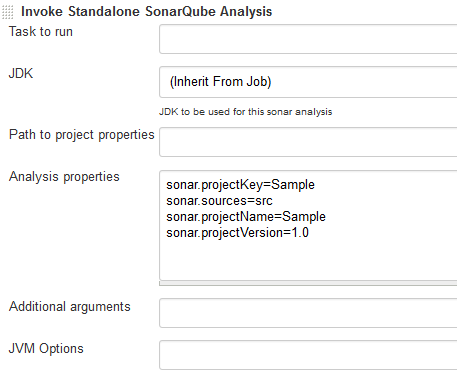 Invoke Standalone SonarQube Analysis
Task to run
JDK
(Inherit From Job)
JDK to be used for this sonar analysis
Path to project properties
Analysis properties
sonar.projectKey=Sample
sonar.sources=src
sonar.projectName=Sample
sonar.projectVersion=1.0
Additional arguments
JVM Options